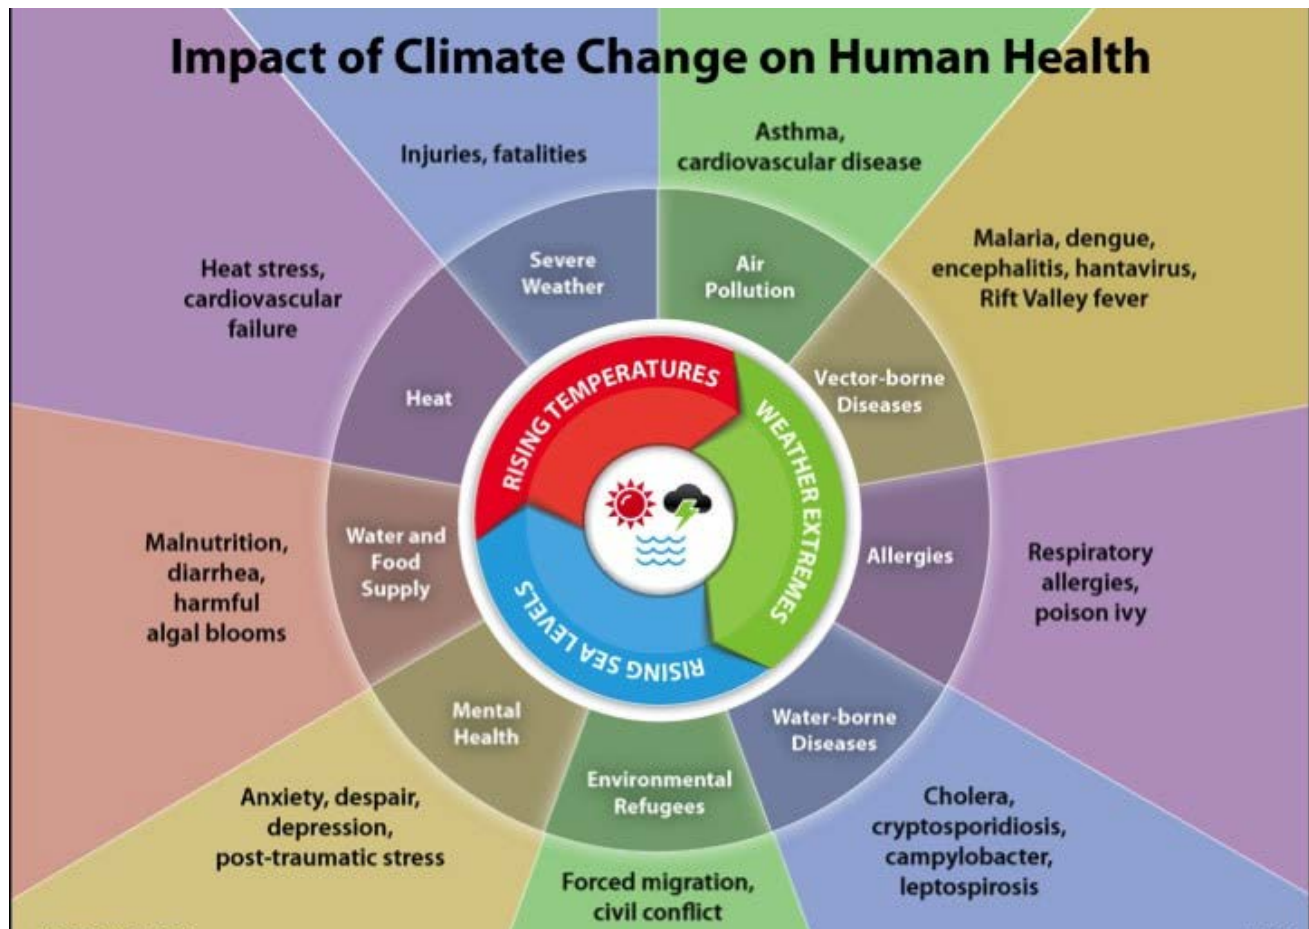 Impact of Climate Change on Human Health
Injuries, fatalities
Asthma,
cardiovascular disease
Malaria, dengue,
encephalitis, hantavirus,
Rift Valley fever
Heat stress,
cardiovascular
failure
Severe
Weather
Air
Pollution
Heat
Vector-borne
Diseases
RISING TEMPERATURES
WEATHER EXTREMES
RISING SEA LEVELS
Malnutrition,
diarrhea,
harmful
algal blooms
Water and
Food
Supply
Allergies
Respiratory
allergies,
poison ivy
Mental
Health
Water-borne
Diseases
Environmental
Refugees
Anxiety, despair,
depression,
post-traumatic stress
Forced migration,
civil conflict
Cholera,
cryptosporidiosis,
campylobacter,
leptospirosis